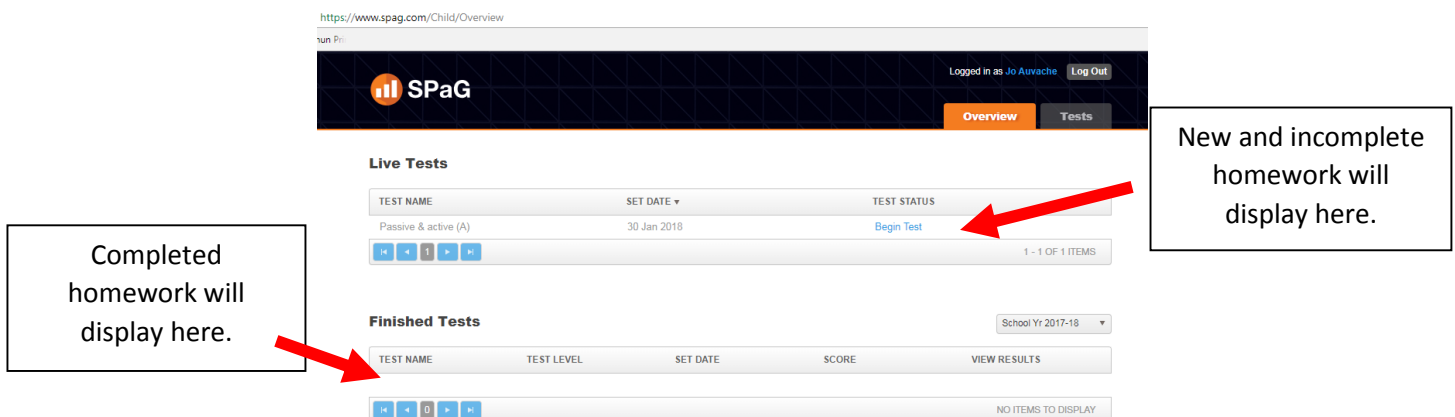 https://www.spag.com/Child/Overview
SPaG
Logged in as Jo Auvache Log Out
Overview Tests
Live Tests
TEST NAME SET DATE TEST STATUS
Passive & active (A) 30 Jan 2018 Begin Test
1 1 - 1 OF 1 ITEMS
New and incomplete
homework will
display here.
Completed
homework will
display here.
Finished Tests School Yr 2017-18
TEST NAME TEST LEVEL SET DATE SCORE VIEW RESULTS
0 NO ITEMS TO DISPLAY